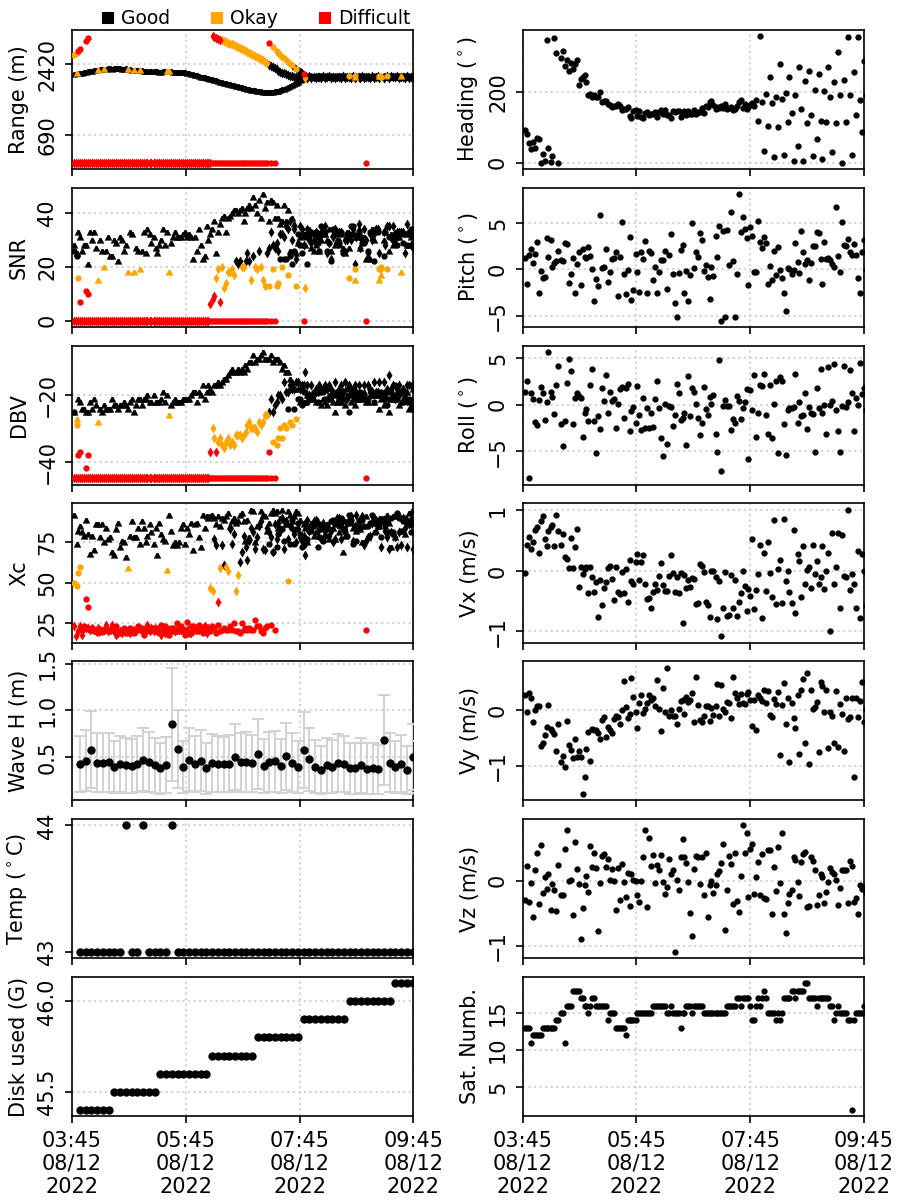 Good Okay Difficult
Range (m)
2420
690
Heading (°)
200
0
SNR
40
20
0
Pitch (°)
5
0
−5
DBV
−20
−40
Roll (°)
5
0
−5
Xc
75
50
25
Vx (m/s)
1
0
−1
Wave H (m)
1.5
1.0
0.5
Vy (m/s)
0
−1
Temp (°C)
44
43
Vz (m/s)
0
−1
Disk used (G)
46.0
45.5
Sat. Numb.
15
10
5
03:45 05:45 07:45 09:45 03:45 05:45 07:45 09:45
08/12 08/12 08/12 08/12 08/12 08/12 08/12 08/12
2022 2022 2022 2022 2022 2022 2022 2022